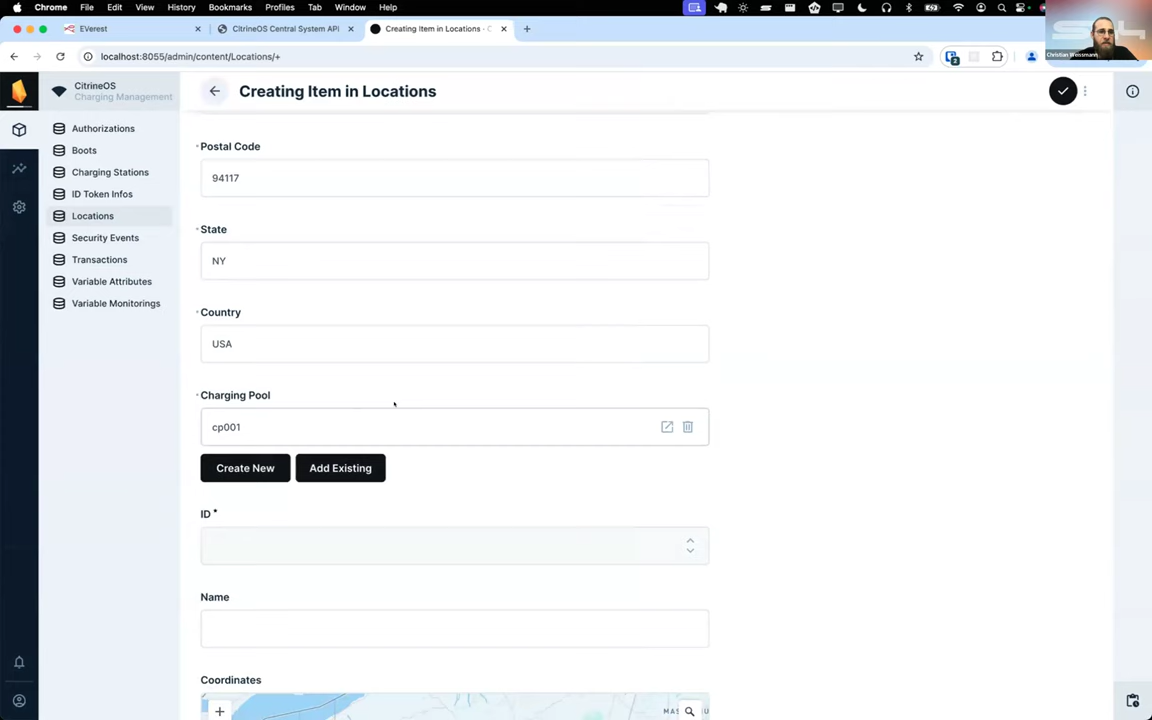 Chrome File Edit View History Bookmarks Profiles Tab Window Help
EVerest
CitrineOS Central System API
Creating Item in Locations - C
localhost:8055/admin/content/Locations/+
Christian Weissmann
CitrineOS
Charging Management
Creating Item in Locations
Authorizations
Boots
Charging Stations
ID Token Infos
Locations
Security Events
Transactions
Variable Attributes
Variable Monitorings
Postal Code
94117
State
NY
Country
USA
Charging Pool
cp001
Create New
Add Existing
ID *
Name
Coordinates
+